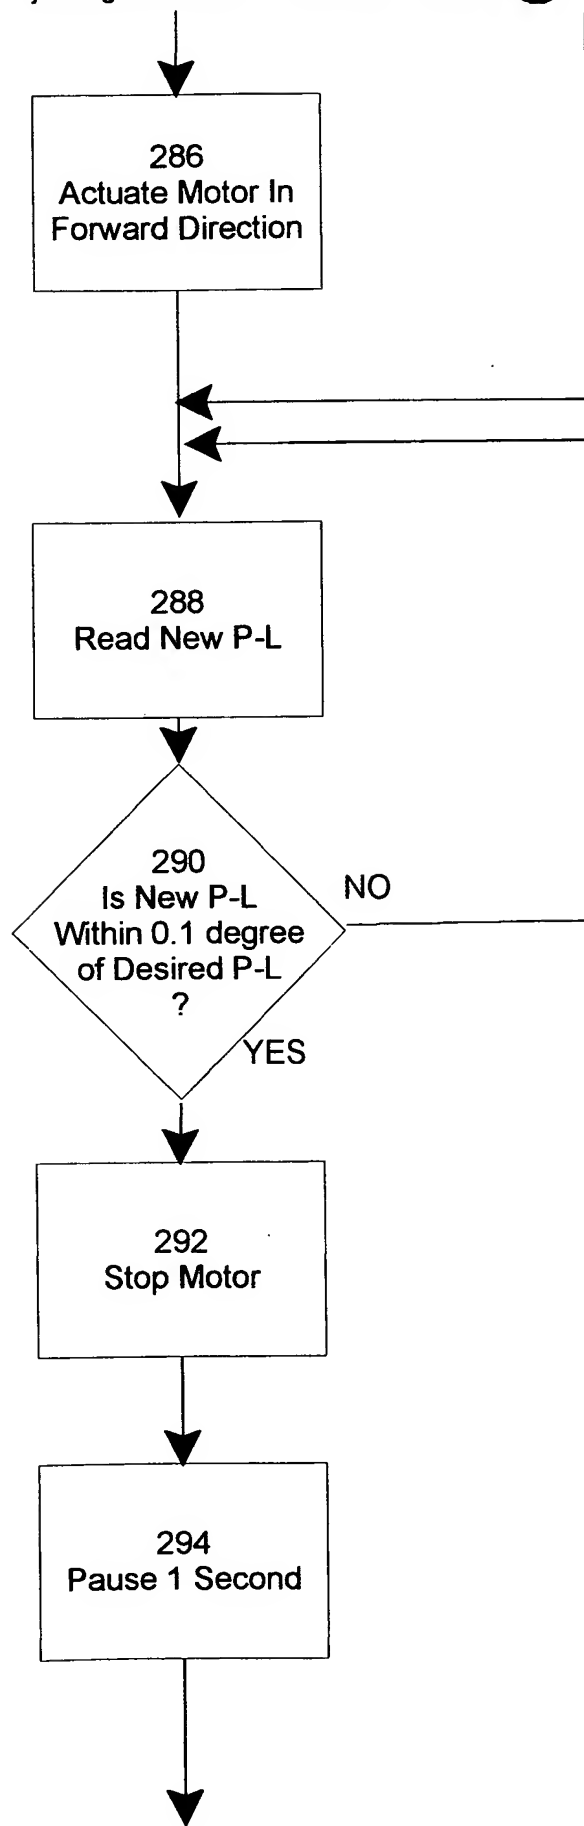 286
Actuate Motor In
Forward Direction
288
Read New P-L
290
Is New P-L
Within 0.1 degree
of Desired P-L
?
NO
YES
292
Stop Motor
294
Pause 1 Second